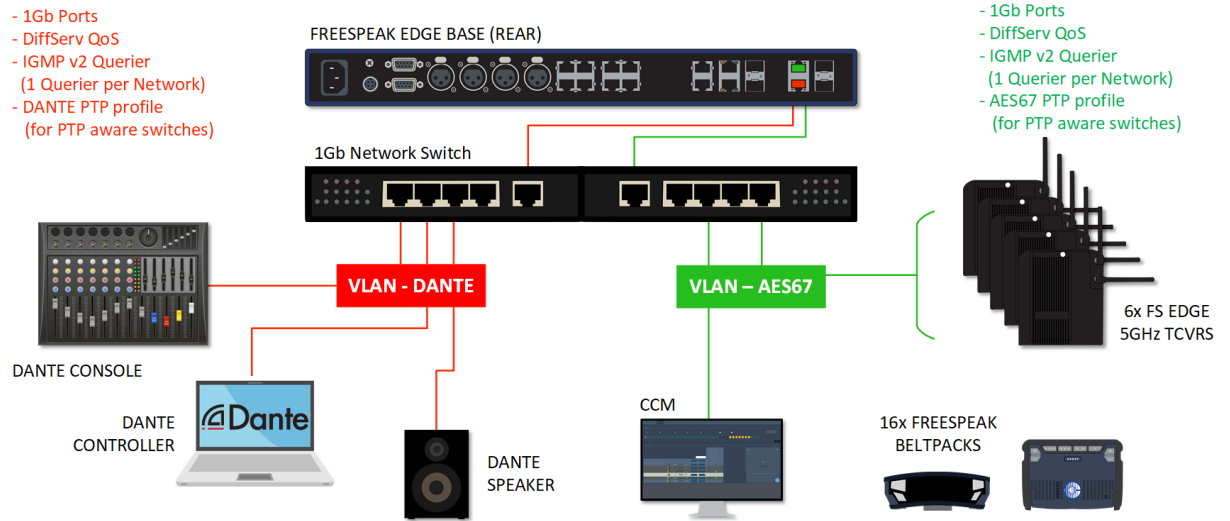 - 1Gb Ports
- DiffServ QoS
- IGMP v2 Querier
(1 Querier per Network)
- DANTE PTP profile
(for PTP aware switches)
FREESPEAK EDGE BASE (REAR)
- 1Gb Ports
- DiffServ QoS
- IGMP v2 Querier
(1 Querier per Network)
- AES67 PTP profile
(for PTP aware switches)
1Gb Network Switch
VLAN - DANTE
VLAN – AES67
6x FS EDGE
5GHz TCVRS
DANTE CONSOLE
DANTE
CONTROLLER
Dante
DANTE
SPEAKER
CCM
16x FREESPEAK
BELTPACKS